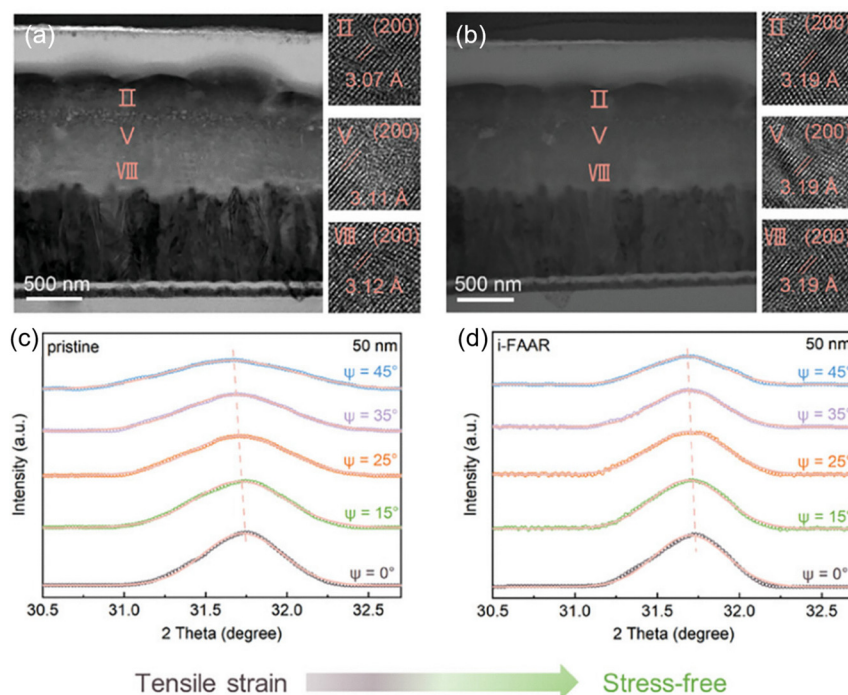 (a)
Ⅱ
Ⅴ
Ⅷ
500 nm
Ⅱ (200)
3.07 Å
Ⅴ (200)
3.11 Å
Ⅷ (200)
3.12 Å
(b)
Ⅱ
Ⅴ
Ⅷ
500 nm
Ⅱ (200)
3.19 Å
Ⅴ (200)
3.19 Å
Ⅷ (200)
3.19 Å
(c)
pristine 50 nm
ψ = 45°
ψ = 35°
ψ = 25°
ψ = 15°
ψ = 0°
Intensity (a.u.)
30.5 31.0 31.5 32.0 32.5
2 Theta (degree)
(d)
i-FAAR 50 nm
ψ = 45°
ψ = 35°
ψ = 25°
ψ = 15°
ψ = 0°
Intensity (a.u.)
30.5 31.0 31.5 32.0 32.5
2 Theta (degree)
Tensile strain Stress-free